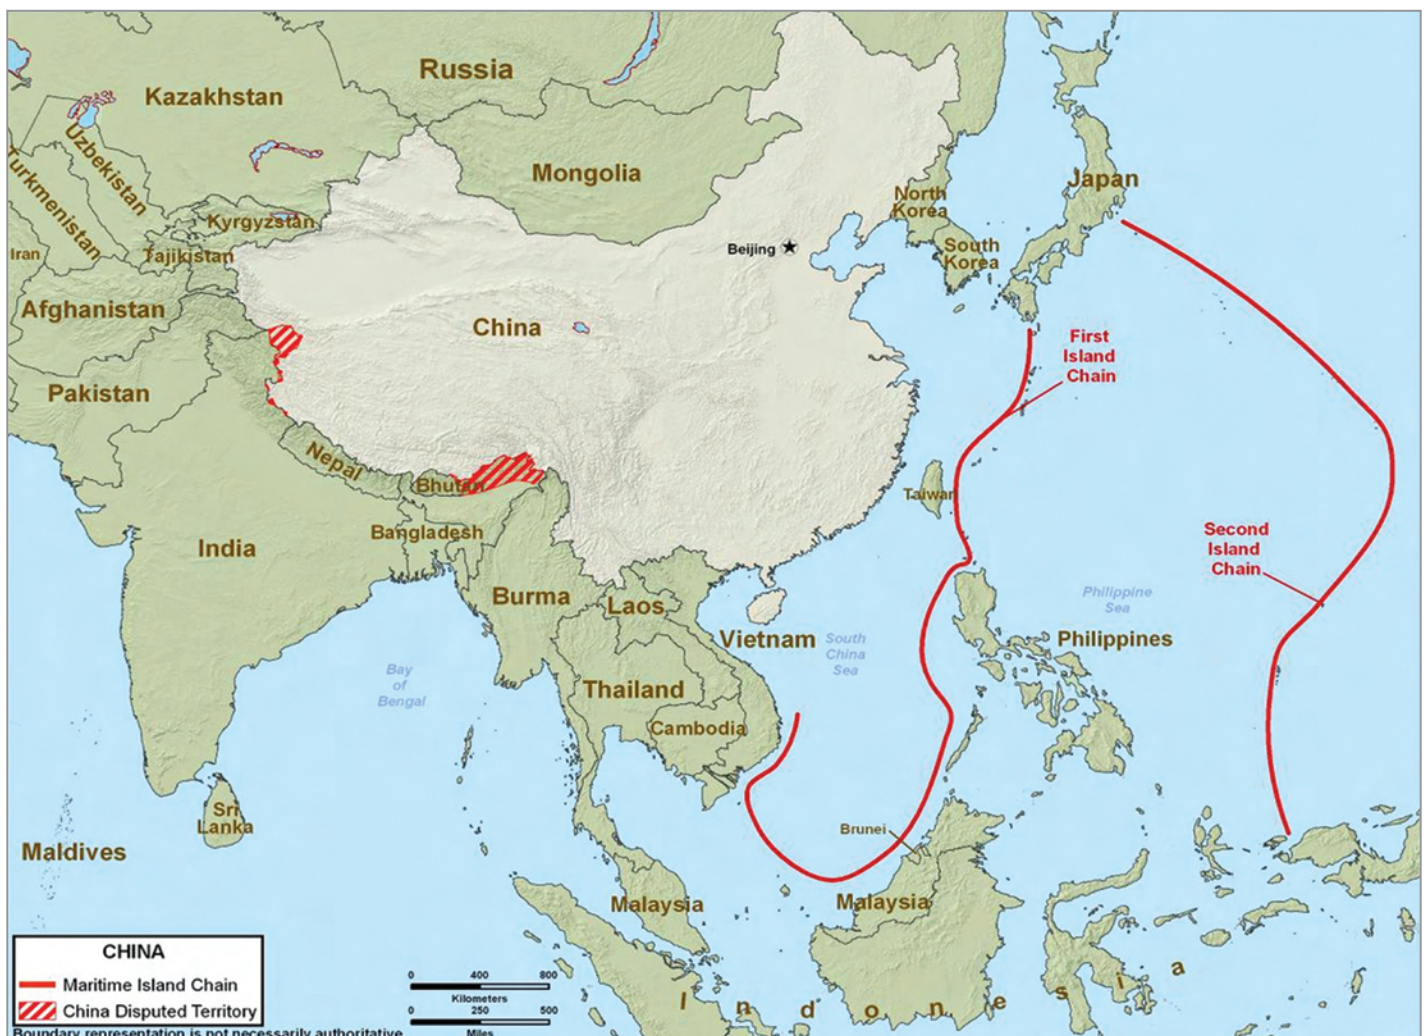 Russia
Kazakhstan
Uzbekistan
Turkmenistan
Mongolia
Kyrgyzstan
Iran
Tajikistan
Afghanistan
North
Korea
South
Korea
Japan
Beijing
China
Pakistan
First
Island
Chain
Nepal
Bhutan
Taiwan
Bangladesh
India
Second
Island
Chain
Burma
Laos
Philippine
Sea
Vietnam
South
China
Sea
Philippines
Bay
of
Bengal
Thailand
Cambodia
Sri
Lanka
Brunei
Maldives
Malaysia
Malaysia
Indonesia
CHINA
Maritime Island Chain
China Disputed Territory
Boundary representation is not necessarily authoritative
0 400 800
Kilometers
0 250 500
Miles